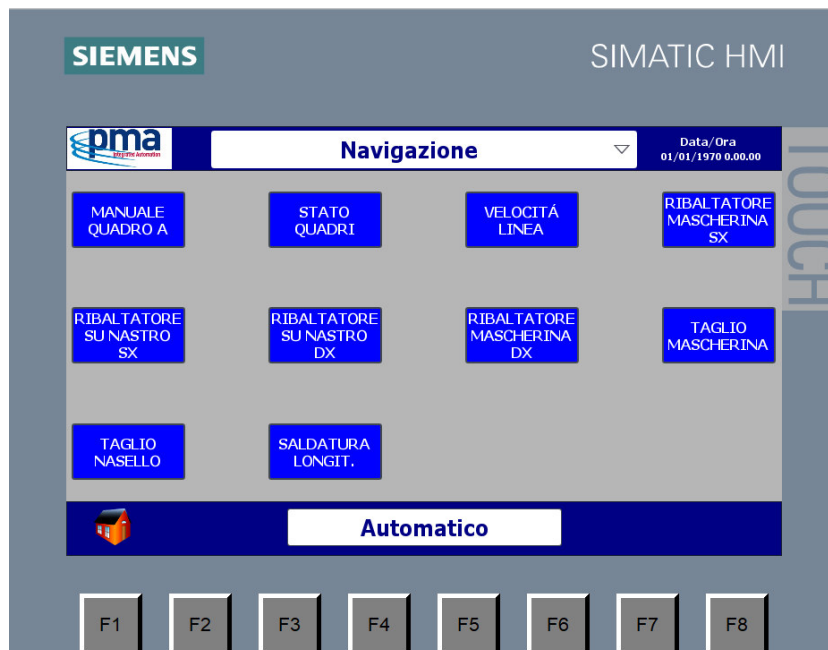 SIEMENS
SIMATIC HMI
TOUCH
pma
Integrated Automation
Navigazione
Data/Ora
01/01/1970 0.00.00
MANUALE
QUADRO A
STATO
QUADRI
VELOCITÁ
LINEA
RIBALTATORE
MASCHERINA
SX
RIBALTATORE
SU NASTRO
SX
RIBALTATORE
SU NASTRO
DX
RIBALTATORE
MASCHERINA
DX
TAGLIO
MASCHERINA
TAGLIO
NASELLO
SALDATURA
LONGIT.
Automatico
F1
F2
F3
F4
F5
F6
F7
F8